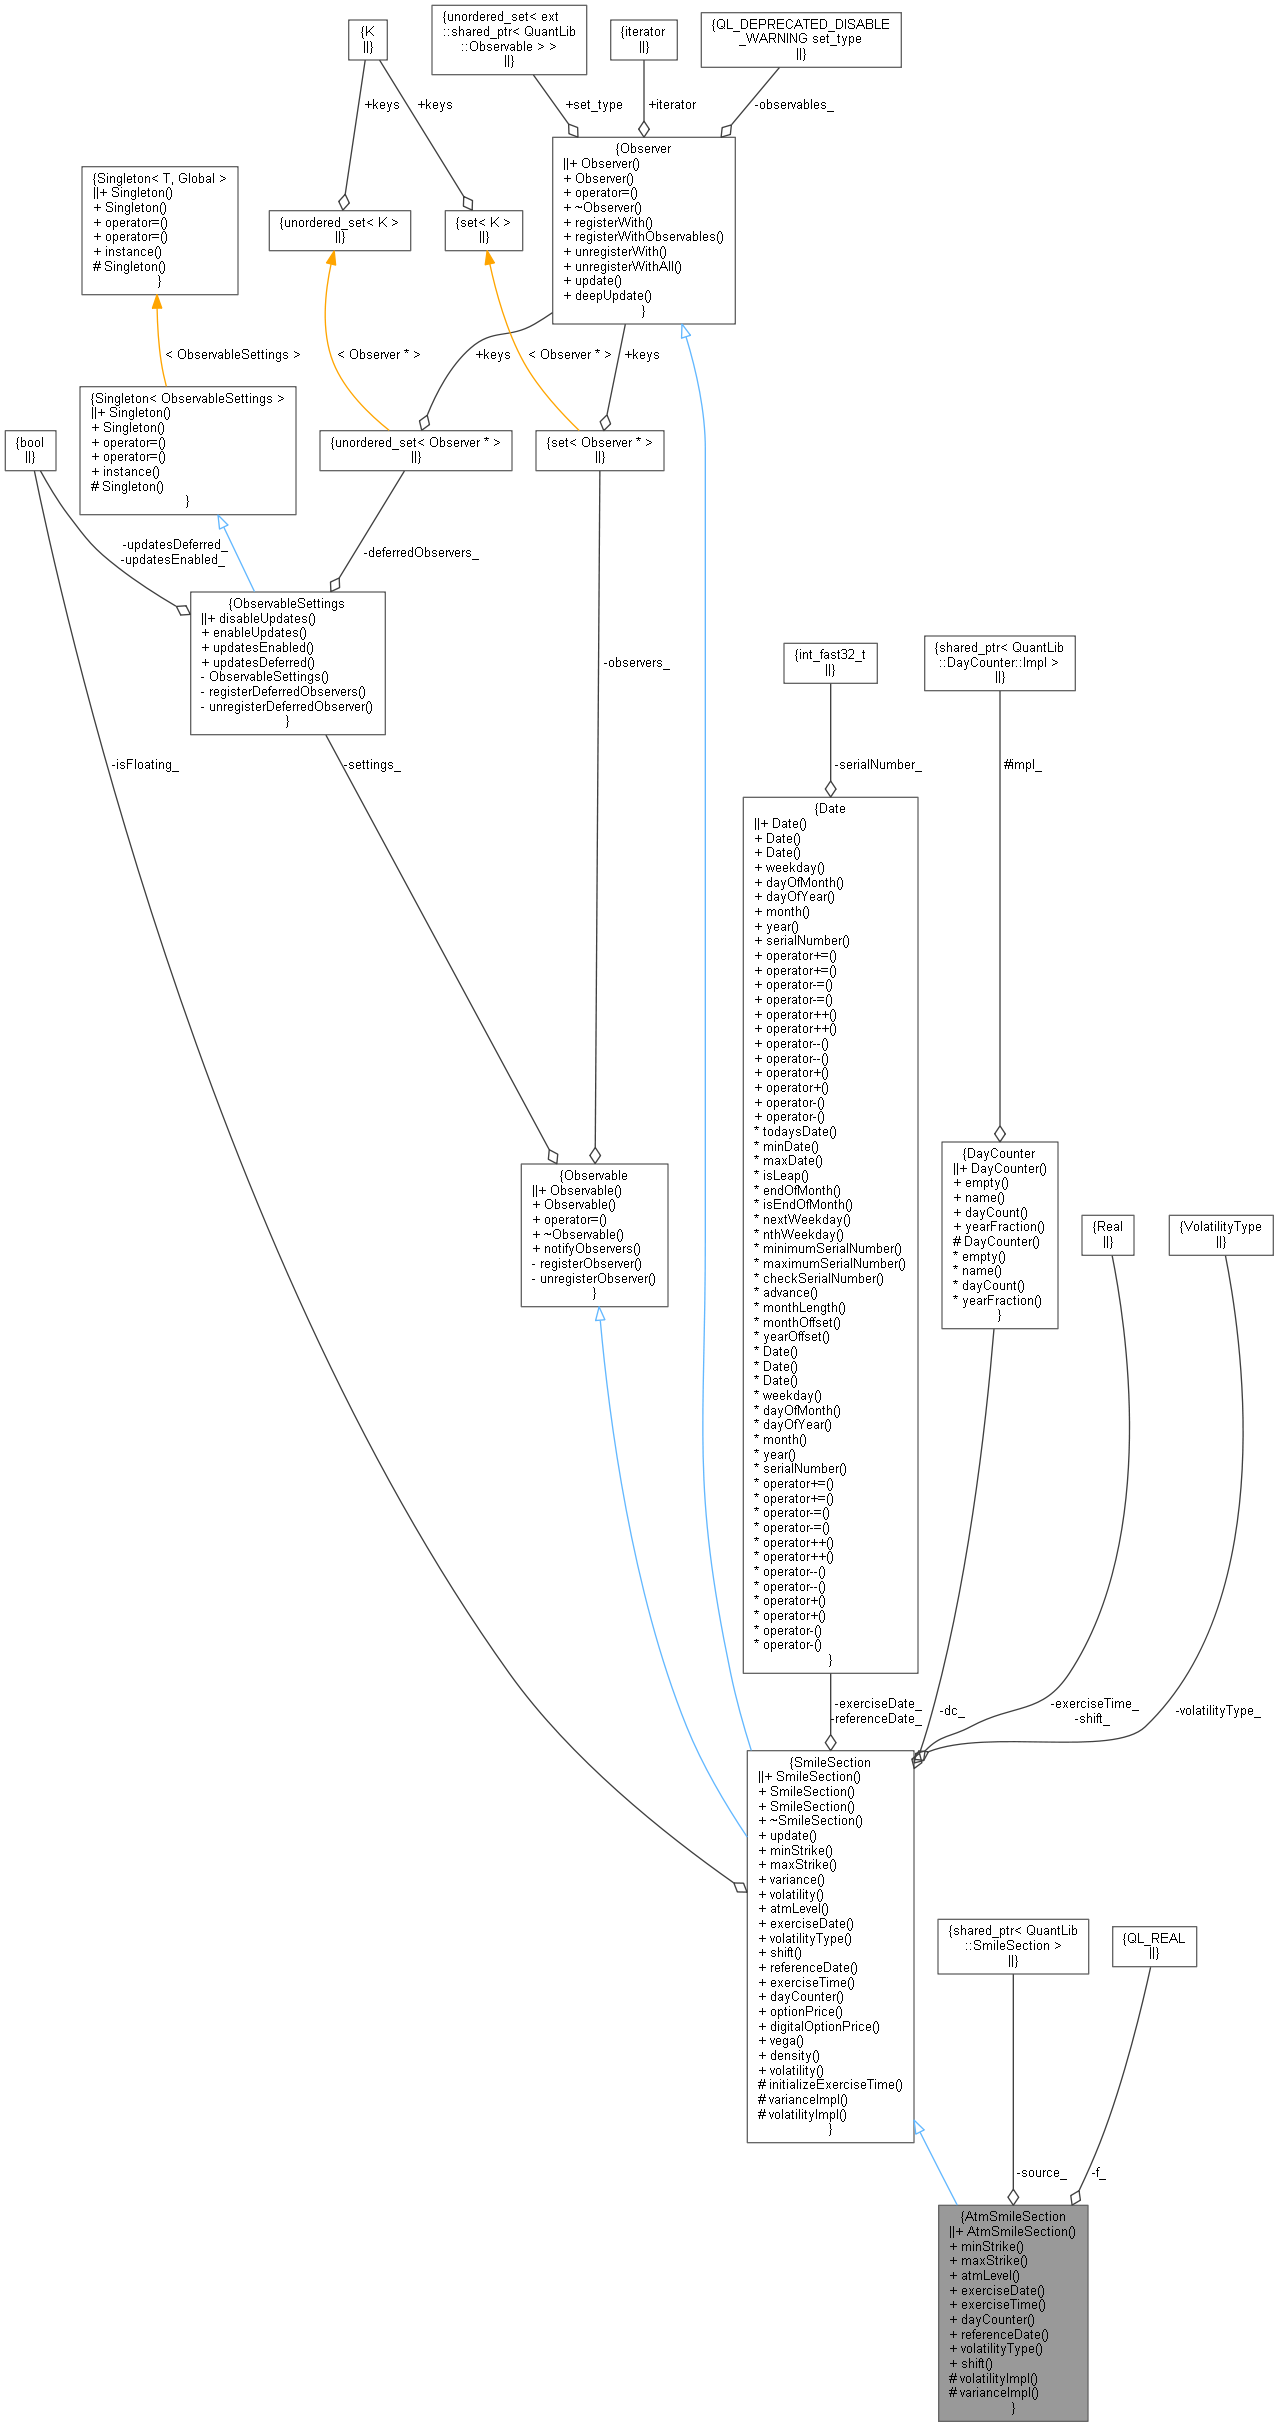 {K
||}
{unordered_set< ext
::shared_ptr< QuantLib
::Observable > >
||}
{iterator
||}
{QL_DEPRECATED_DISABLE
_WARNING set_type
||}
+keys
+keys
+set_type
+iterator
-observables_
{Observer
||+ Observer()
+ Observer()
+ operator=()
+ ~Observer()
+ registerWith()
+ registerWithObservables()
+ unregisterWith()
+ unregisterWithAll()
+ update()
+ deepUpdate()
}
{Singleton< T, Global >
||+ Singleton()
+ Singleton()
+ operator=()
+ operator=()
+ instance()
# Singleton()
}
{unordered_set< K >
||}
{set< K >
||}
< ObservableSettings >
< Observer * >
+keys
< Observer * >
+keys
{Singleton< ObservableSettings >
||+ Singleton()
+ Singleton()
+ operator=()
+ operator=()
+ instance()
# Singleton()
}
{bool
||}
{unordered_set< Observer * >
||}
{set< Observer * >
||}
-updatesDeferred_
-updatesEnabled_
-deferredObservers_
{ObservableSettings
||+ disableUpdates()
+ enableUpdates()
+ updatesEnabled()
+ updatesDeferred()
- ObservableSettings()
- registerDeferredObservers()
- unregisterDeferredObserver()
}
-observers_
{int_fast32_t
||}
{shared_ptr< QuantLib
::DayCounter::Impl >
||}
-isFloating_
-settings_
-serialNumber_
#impl_
{Date
||+ Date()
+ Date()
+ Date()
+ weekday()
+ dayOfMonth()
+ dayOfYear()
+ month()
+ year()
+ serialNumber()
+ operator+=()
+ operator+=()
+ operator-=()
+ operator-=()
+ operator++()
+ operator++()
+ operator--()
+ operator--()
+ operator+()
+ operator+()
+ operator-()
+ operator-()
* todaysDate()
* minDate()
* maxDate()
* isLeap()
* endOfMonth()
* isEndOfMonth()
* nextWeekday()
* nthWeekday()
* minimumSerialNumber()
* maximumSerialNumber()
* checkSerialNumber()
* advance()
* monthLength()
* monthOffset()
* yearOffset()
* Date()
* Date()
* Date()
* weekday()
* dayOfMonth()
* dayOfYear()
* month()
* year()
* serialNumber()
* operator+=()
* operator+=()
* operator-=()
* operator-=()
* operator++()
* operator++()
* operator--()
* operator--()
* operator+()
* operator+()
* operator-()
* operator-()
}
{Observable
||+ Observable()
+ Observable()
+ operator=()
+ ~Observable()
+ notifyObservers()
- registerObserver()
- unregisterObserver()
}
{DayCounter
||+ DayCounter()
+ empty()
+ name()
+ dayCount()
+ yearFraction()
# DayCounter()
* empty()
* name()
* dayCount()
* yearFraction()
}
{Real
||}
{VolatilityType
||}
-exerciseDate_
-referenceDate_
-dc_
-exerciseTime_
-shift_
-volatilityType_
{SmileSection
||+ SmileSection()
+ SmileSection()
+ SmileSection()
+ ~SmileSection()
+ update()
+ minStrike()
+ maxStrike()
+ variance()
+ volatility()
+ atmLevel()
+ exerciseDate()
+ volatilityType()
+ shift()
+ referenceDate()
+ exerciseTime()
+ dayCounter()
+ optionPrice()
+ digitalOptionPrice()
+ vega()
+ density()
+ volatility()
# initializeExerciseTime()
# varianceImpl()
# volatilityImpl()
}
{shared_ptr< QuantLib
::SmileSection >
||}
{QL_REAL
||}
-source_
-f_
{AtmSmileSection
||+ AtmSmileSection()
+ minStrike()
+ maxStrike()
+ atmLevel()
+ exerciseDate()
+ exerciseTime()
+ dayCounter()
+ referenceDate()
+ volatilityType()
+ shift()
# volatilityImpl()
# varianceImpl()
}